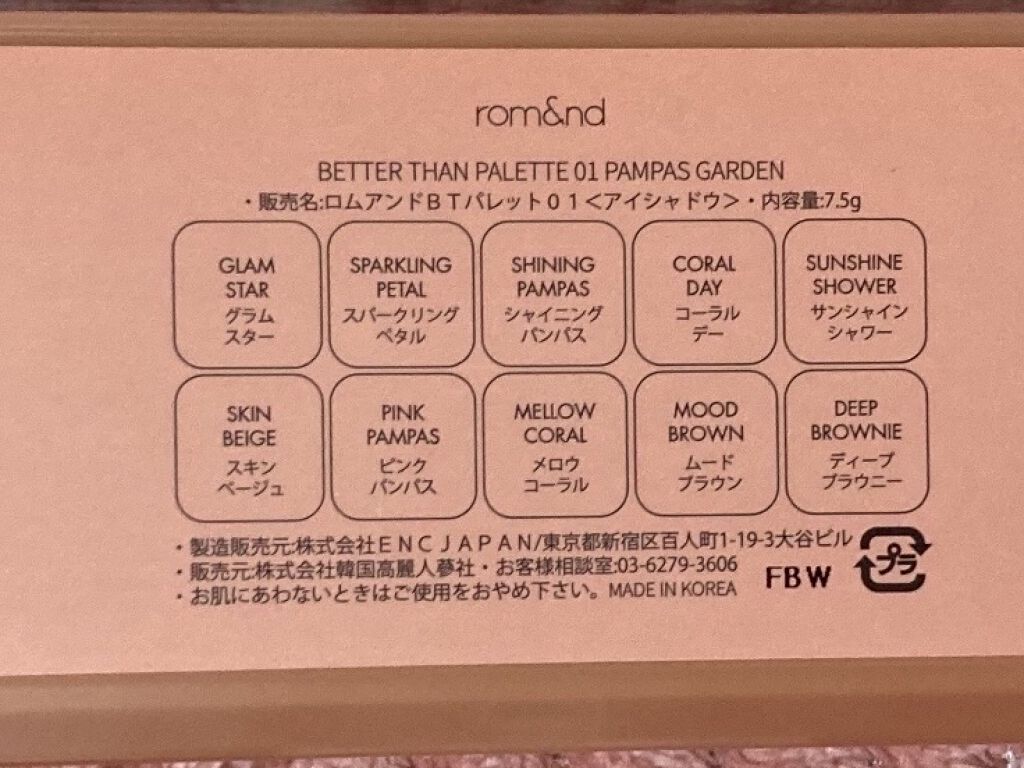 rom&nd
BETTER THAN PALETTE 01 PAMPAS GARDEN
・販売名:ロムアンドＢＴパレット０１＜アイシャドウ＞・内容量:7.5g
GLAM
STAR
グラム
スター
SPARKLING
PETAL
スパークリング
ペタル
SHINING
PAMPAS
シャイニング
パンパス
CORAL
DAY
コーラル
デー
SUNSHINE
SHOWER
サンシャイン
シャワー
SKIN
BEIGE
スキン
ベージュ
PINK
PAMPAS
ピンク
パンパス
MELLOW
CORAL
メロウ
コーラル
MOOD
BROWN
ムード
ブラウン
DEEP
BROWNIE
ディープ
ブラウニー
・製造販売元:株式会社ＥＮＣ ＪＡＰＡＮ/東京都新宿区百人町1-19-3大谷ビル
・販売元:株式会社韓国高麗人蔘社・お客様相談室:03-6279-3606
・お肌にあわないときはご使用をおやめ下さい。MADE IN KOREA
FBW
プラ